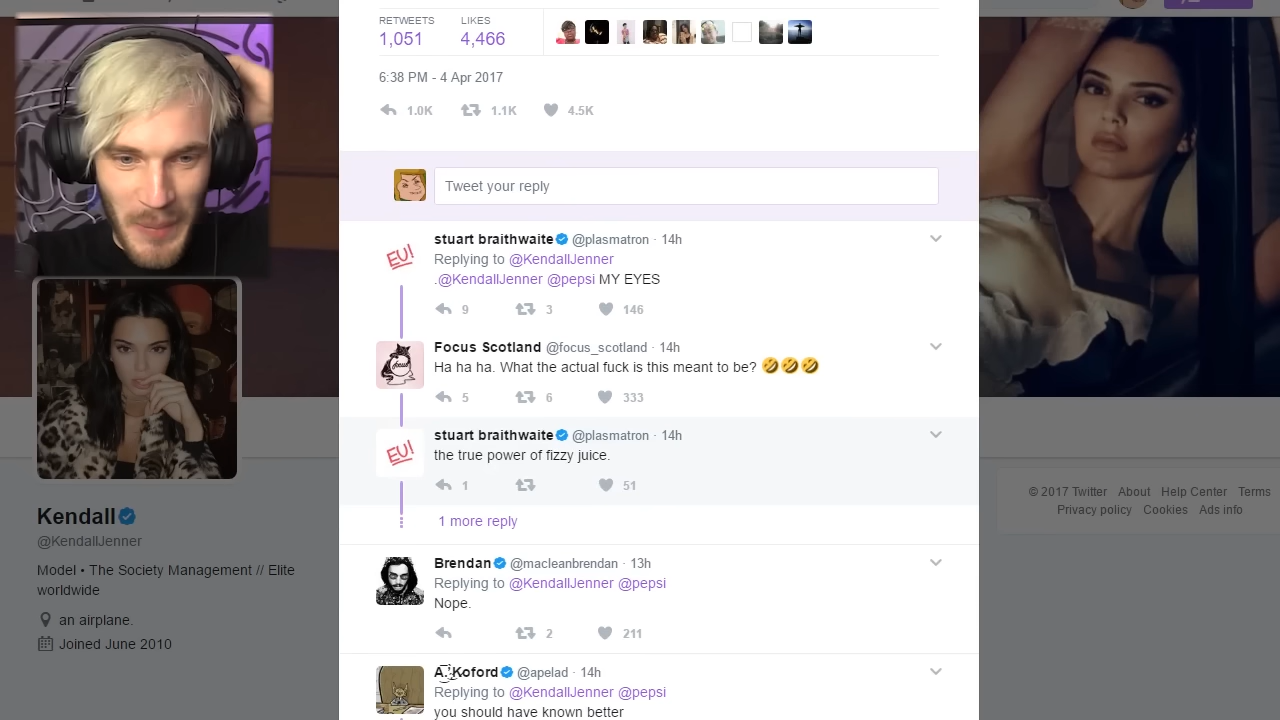 RETWEETS LIKES
1,051 4,466
6:38 PM - 4 Apr 2017
1.0K 1.1K 4.5K
Tweet your reply
EU!
stuart braithwaite @plasmatron · 14h
Replying to @KendallJenner
.@KendallJenner @pepsi MY EYES
9 3 146
Focus Scotland @focus_scotland · 14h
Ha ha ha. What the actual fuck is this meant to be? 🤣🤣🤣
5 6 333
EU!
stuart braithwaite @plasmatron · 14h
the true power of fizzy juice.
1 51
1 more reply
Brendan @macleanbrendan · 13h
Replying to @KendallJenner @pepsi
Nope.
2 211
A. Koford @apelad · 14h
Replying to @KendallJenner @pepsi
you should have known better
Kendall
@KendallJenner
Model • The Society Management // Elite
worldwide
an airplane.
Joined June 2010
© 2017 Twitter About Help Center Terms
Privacy policy Cookies Ads info